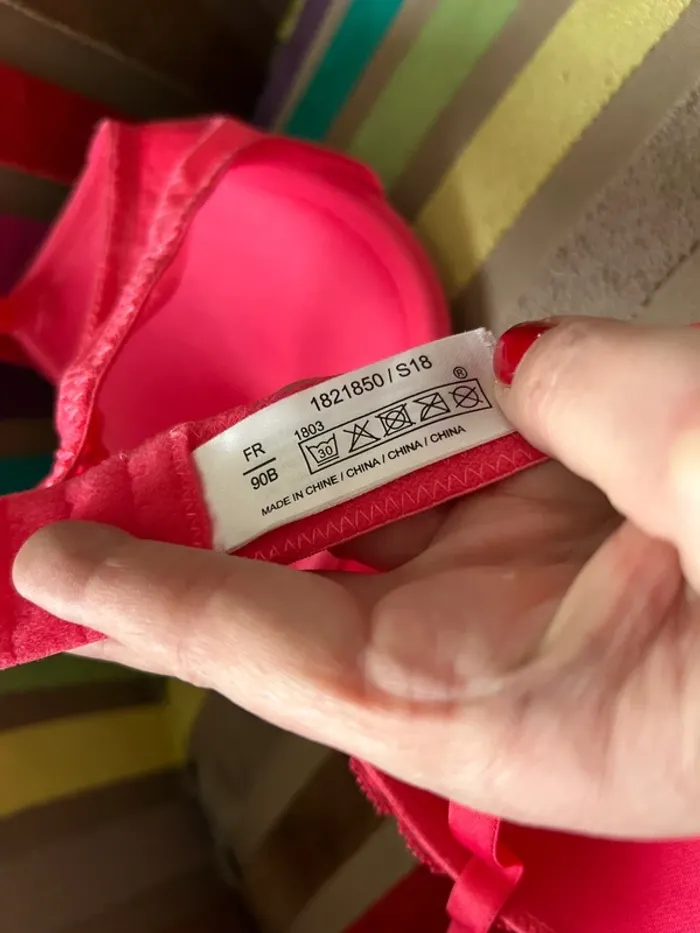 1821850 / S18
®
1803
FR
90B
30
MADE IN CHINE / CHINA / CHINA / CHINA